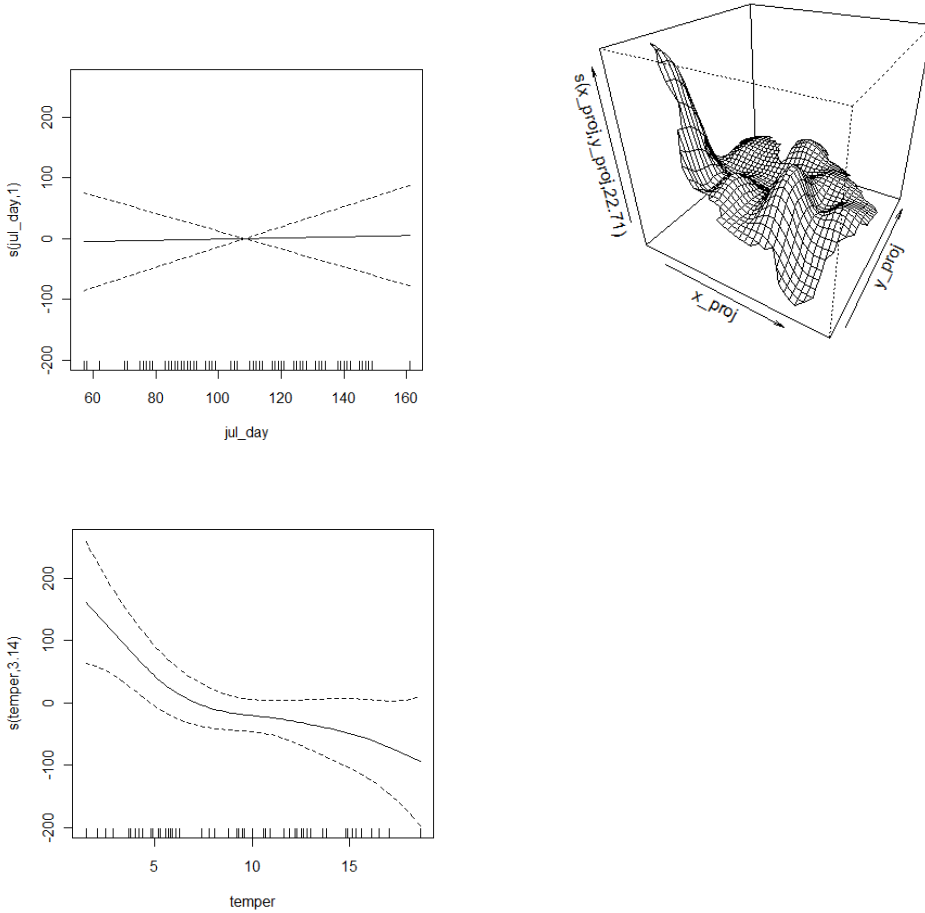 200
100
0
-100
-200
s(jul_day,1)
60
80
100
120
140
160
jul_day
s(x_proj,y_proj,22.71)
x_proj
y_proj
200
100
0
-100
-200
s(temper,3.14)
5
10
15
temper